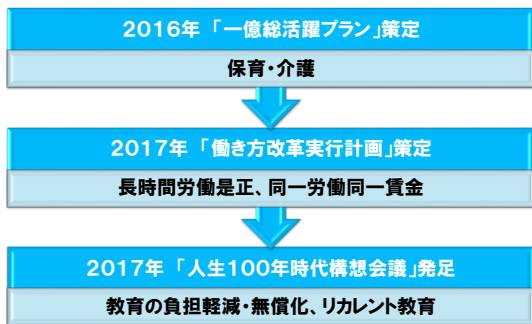 2016年 「一億総活躍プラン」策定
保育・介護
2017年 「働き方改革実行計画」策定
長時間労働是正、同一労働同一賃金
2017年 「人生100年時代構想会議」発足
教育の負担軽減・無償化、リカレント教育